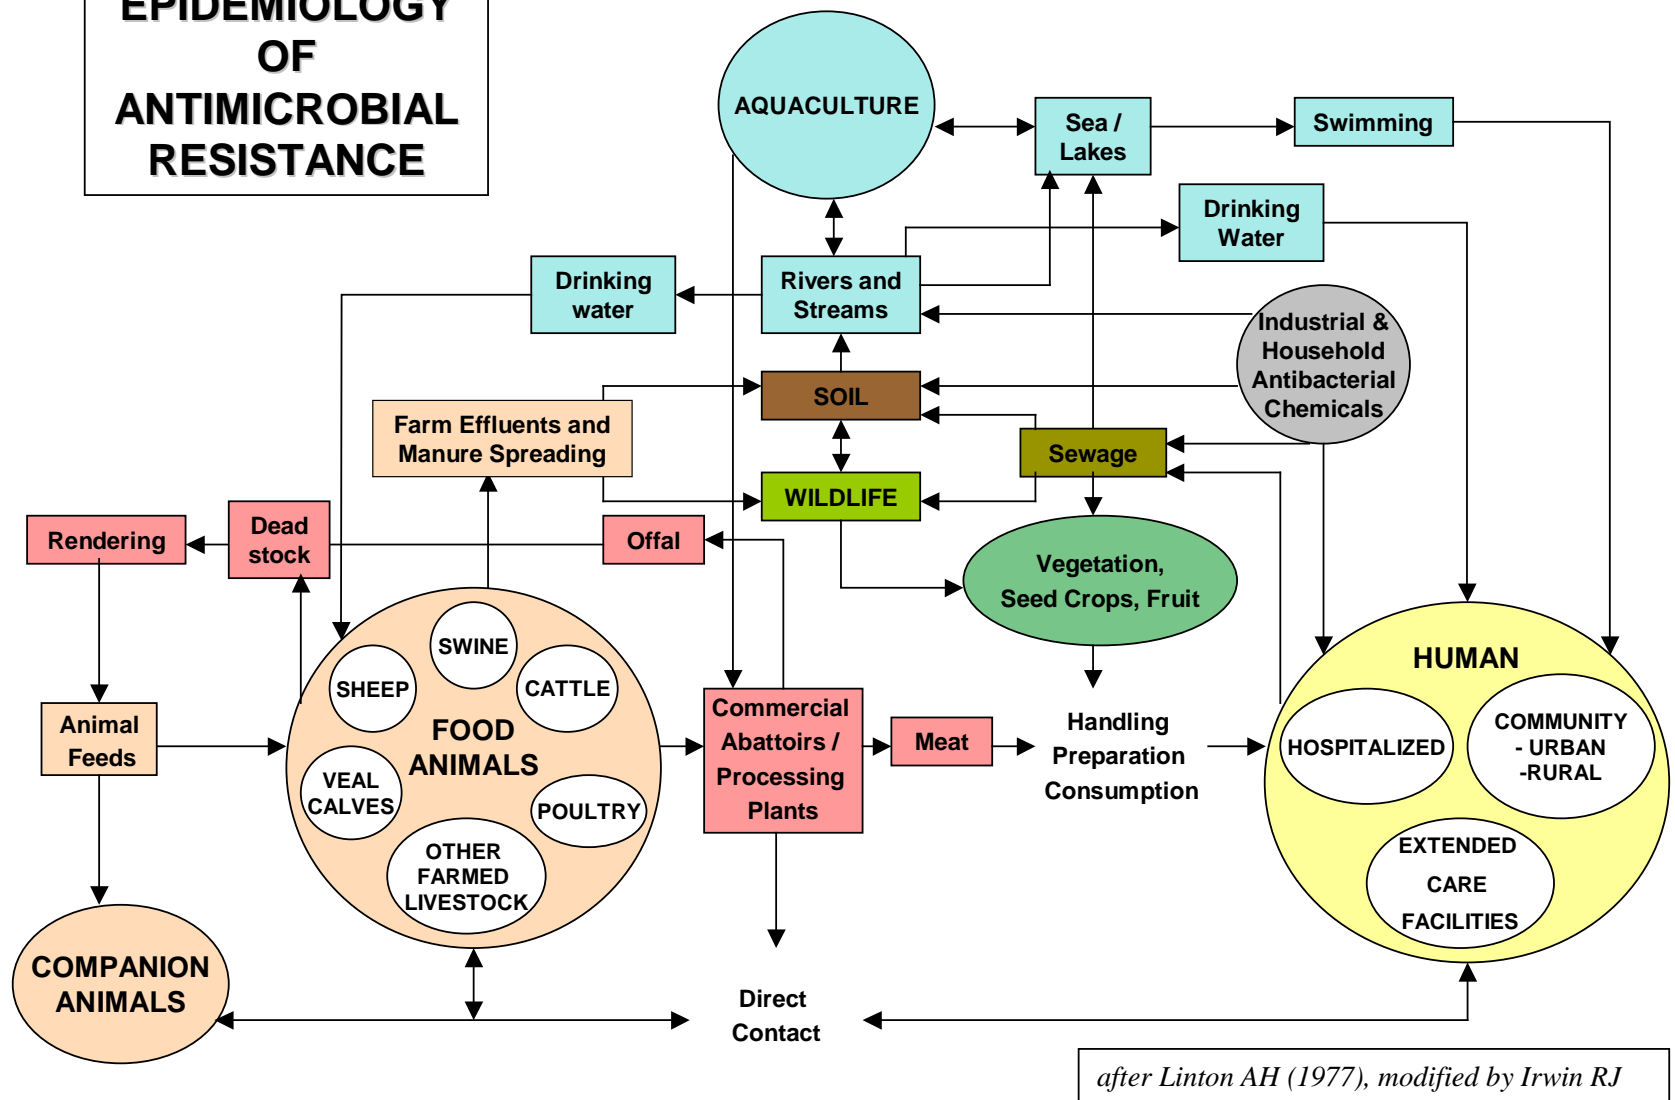 EPIDEMIOLOGY
OF
ANTIMICROBIAL
RESISTANCE
AQUACULTURE
Sea /
Lakes
Swimming
Drinking
Water
Drinking
water
Rivers and
Streams
Industrial &
Household
Antibacterial
Chemicals
SOIL
Farm Effluents and
Manure Spreading
Sewage
WILDLIFE
Rendering
Dead
stock
Offal
Vegetation,
Seed Crops, Fruit
SWINE
SHEEP
CATTLE
FOOD
ANIMALS
VEAL
CALVES
POULTRY
OTHER
FARMED
LIVESTOCK
Animal
Feeds
Commercial
Abattoirs /
Processing
Plants
Meat
Handling
Preparation
Consumption
HUMAN
HOSPITALIZED
COMMUNITY
- URBAN
-RURAL
EXTENDED
CARE
FACILITIES
COMPANION
ANIMALS
Direct
Contact
after Linton AH (1977), modified by Irwin RJ